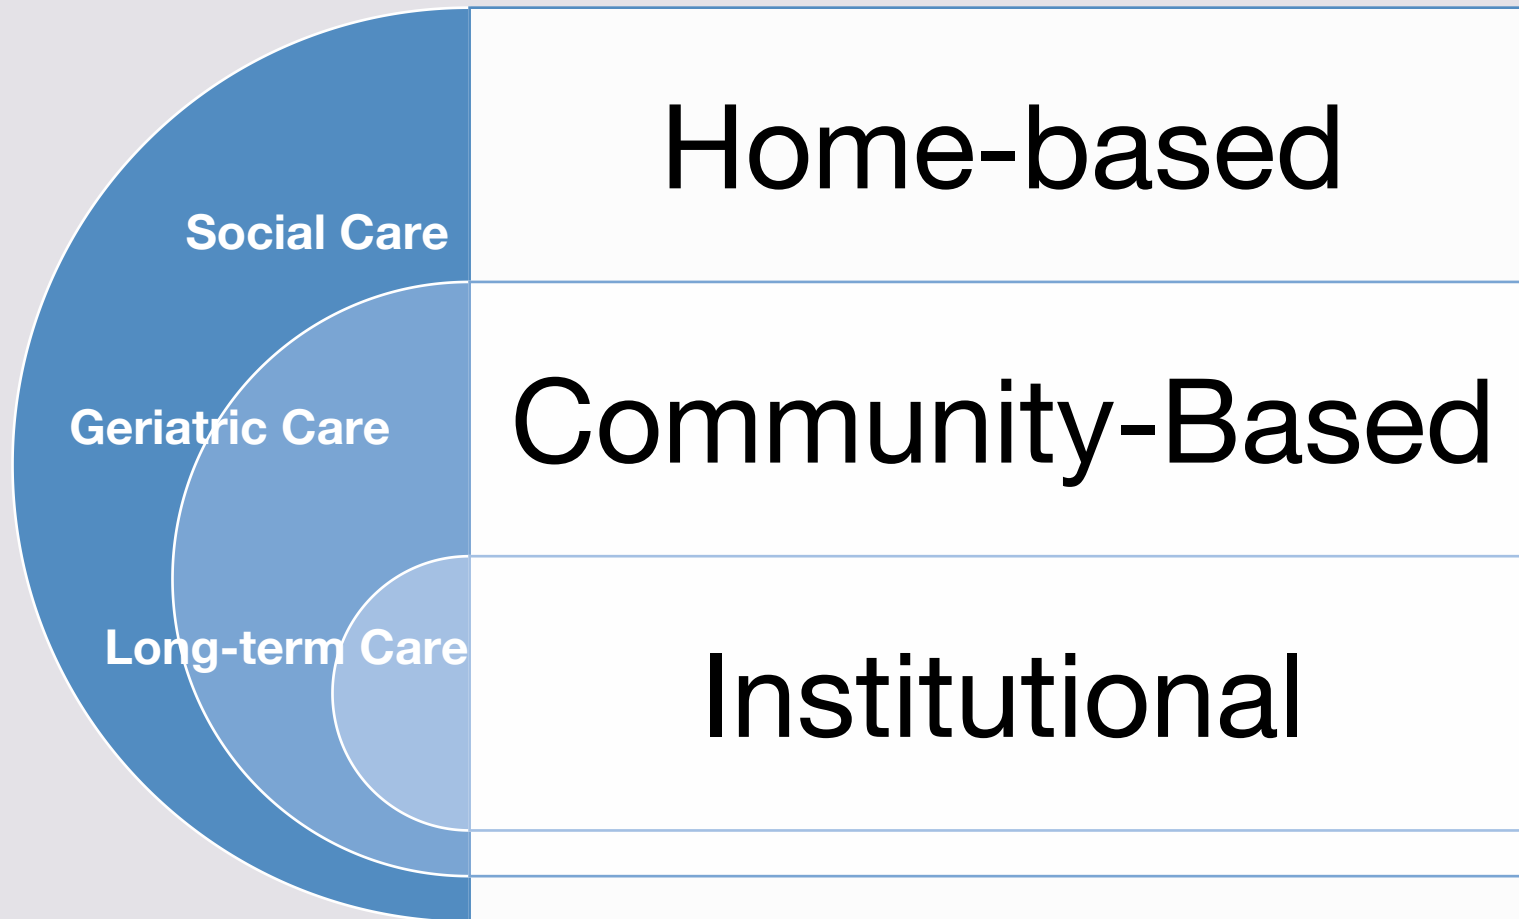 Home-based
Social Care
Community-Based
Geriatric Care
Long-term Care
Institutional